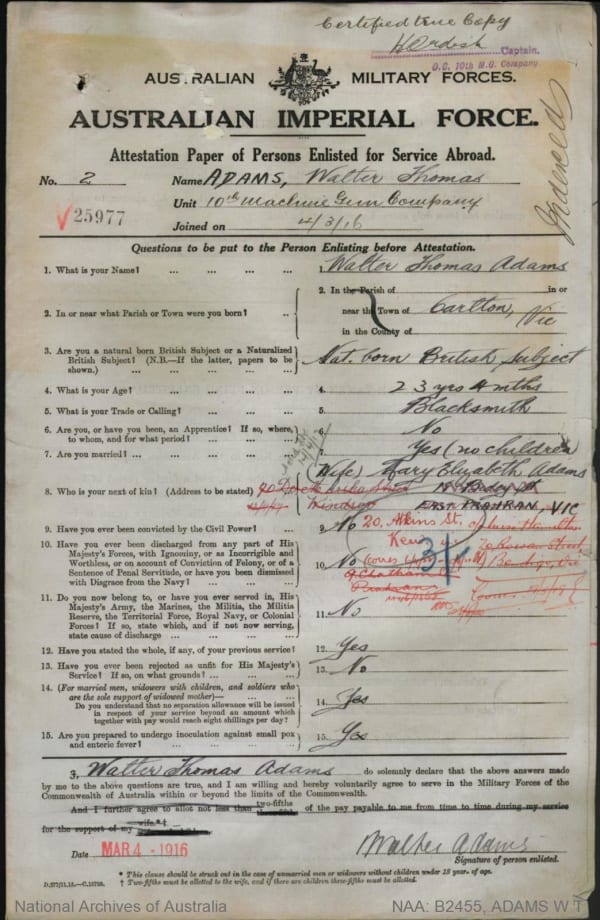 Certified true Copy
Captain.
O.C. 10th M.G. Company
AUSTRALIAN MILITARY FORCES.
AUSTRALIAN IMPERIAL FORCE.
Indexed
Attestation Paper of Persons Enlisted for Service Abroad.
No. 2 Name ADAMS, Walter Thomas
Unit 10th Machine Gun Company
25977
Joined on 4/3/16
Questions to be put to the Person Enlisting before Attestation.
1. What is your Name? ... ... ... 1. Walter Thomas Adams
2. In or near what Parish or Town were you born? .. 2. In the Parish of in or
near the Town of Carlton, Vic
in the County of
3. Are you a natural born British Subject or a Naturalized
British Subject? (N.B.—If the latter, papers to be
shown.) ... ... ... ... 3. Nat. born British Subject
4. What is your Age? ... ... ... 4. 23 yrs 4 mths
5. What is your Trade or Calling? ... ... 5. Blacksmith
6. Are you, or have you been, an Apprentice? If so, where,
to whom, and for what period? ... ... 6. No
7. Are you married? ... ... ... ... 7. Yes (no children)
8. Who is your next of kin? (Address to be stated) (Wife) Mary Elizabeth Adams
EAST PRAHRAN, VIC
20, Atkins St.
Kew
9. Have you ever been convicted by the Civil Power? ... 9. No
10. Have you ever been discharged from any part of His
Majesty's Forces, with Ignominy, or as Incorrigible and
Worthless, or on account of Conviction of Felony, or of a
Sentence of Penal Servitude, or have you been dismissed
with Disgrace from the Navy? ... ... 10. No
11. Do you now belong to, or have you ever served in, His
Majesty's Army, the Marines, the Militia, the Militia
Reserve, the Territorial Force, Royal Navy, or Colonial
Forces? If so, state which, and if not now serving,
state cause of discharge ... ... ... 11. No
12. Have you stated the whole, if any, of your previous service? 12. Yes
13. Have you ever been rejected as unfit for His Majesty's
Service? If so, on what grounds? ... ... 13. No
14. (For married men, widowers with children, and soldiers who
are the sole support of widowed mother)—
Do you understand that no separation allowance will be issued
in respect of your service beyond an amount which
together with pay would reach eight shillings per day? 14. Yes
15. Are you prepared to undergo inoculation against small pox
and enteric fever? ... ... ... 15. Yes
I, Walter Thomas Adams do solemnly declare that the above answers made
by me to the above questions are true, and I am willing and hereby voluntarily agree to serve in the Military Forces of the
Commonwealth of Australia within or beyond the limits of the Commonwealth.
And I further agree to allot not less than two-fifths of the pay payable to me from time to time during my service
for the support of my wife.*†
Date MAR 4 - 1916 Walter Adams
Signature of person enlisted.
* This clause should be struck out in the case of unmarried men or widowers without children under 18 years of age.
† Two-fifths must be allotted to the wife, and if there are children three-fifths must be allotted.
National Archives of Australia NAA: B2455, ADAMS W T